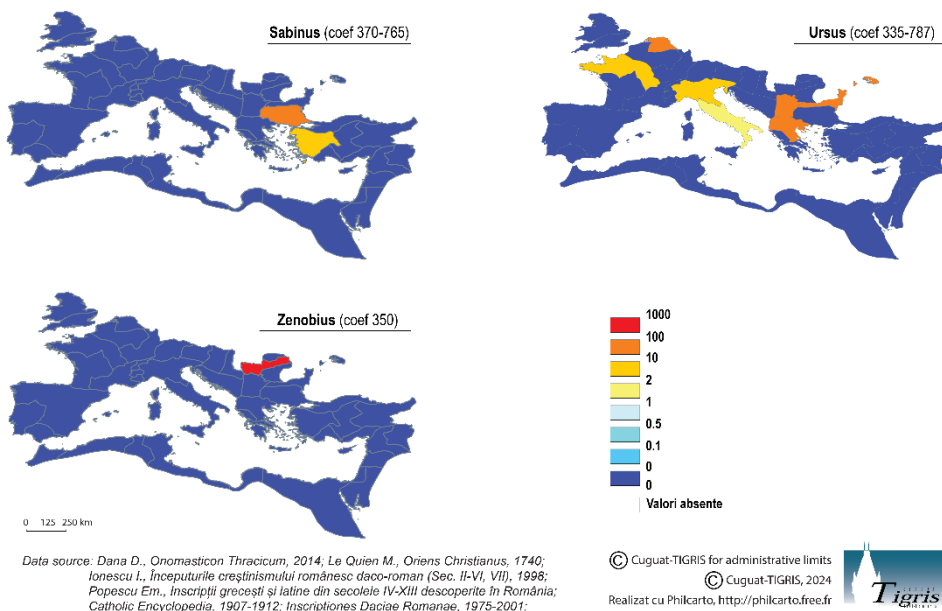 Sabinus (coef 370-765)
Ursus (coef 335-787)
Zenobius (coef 350)
1000
100
10
2
1
0.5
0.1
0
0
Valori absente
0 125 250 km
Data source: Dana D., Onomasticon Thracicum, 2014; Le Quien M., Oriens Christianus, 1740;
Ionescu I., Începuturile creştinismului românesc daco-roman (Sec. II-VI, VII), 1998;
Popescu Em., Inscripţii greceşti şi latine din secolele IV-XIII descoperite în România;
Catholic Encyclopedia, 1907-1912; Inscriptiones Daciae Romanae, 1975-2001;
© Cuguat-TIGRIS for administrative limits
© Cuguat-TIGRIS, 2024
Realizat cu Philcarto, http://philcarto.free.fr
Tigris